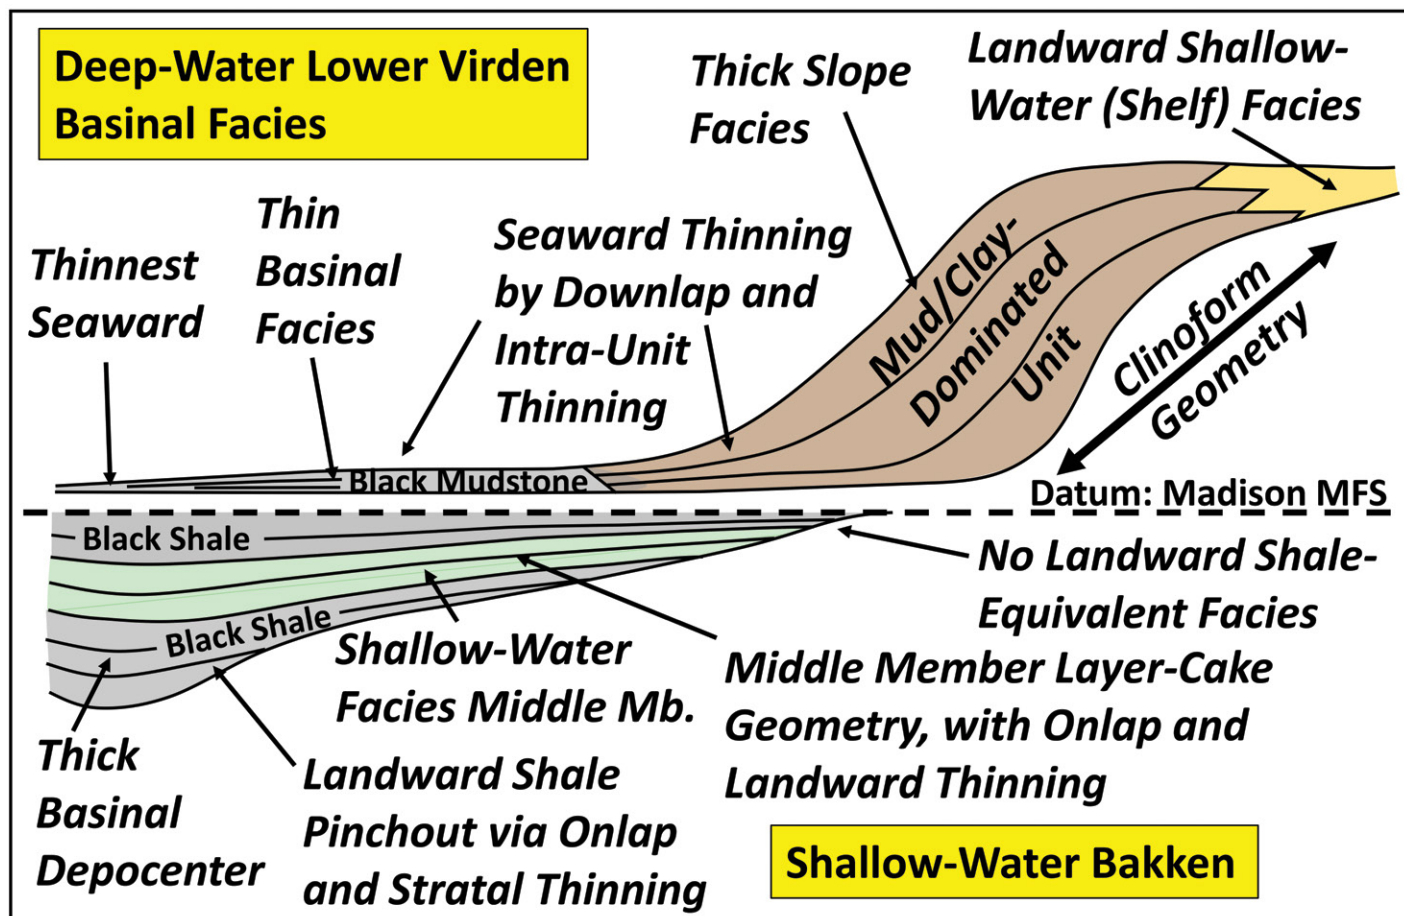 Deep-Water Lower Virden
Basinal Facies
Thick Slope
Facies
Landward Shallow-
Water (Shelf) Facies
Thinnest
Seaward
Thin
Basinal
Facies
Seaward Thinning
by Downlap and
Intra-Unit
Thinning
Mud/Clay-
Dominated
Unit
Clinoform
Geometry
Black Mudstone
Datum: Madison MFS
Black Shale
Black Shale
No Landward Shale-
Equivalent Facies
Shallow-Water
Facies Middle Mb.
Middle Member Layer-Cake
Geometry, with Onlap and
Landward Thinning
Thick
Basinal
Depocenter
Landward Shale
Pinchout via Onlap
and Stratal Thinning
Shallow-Water Bakken